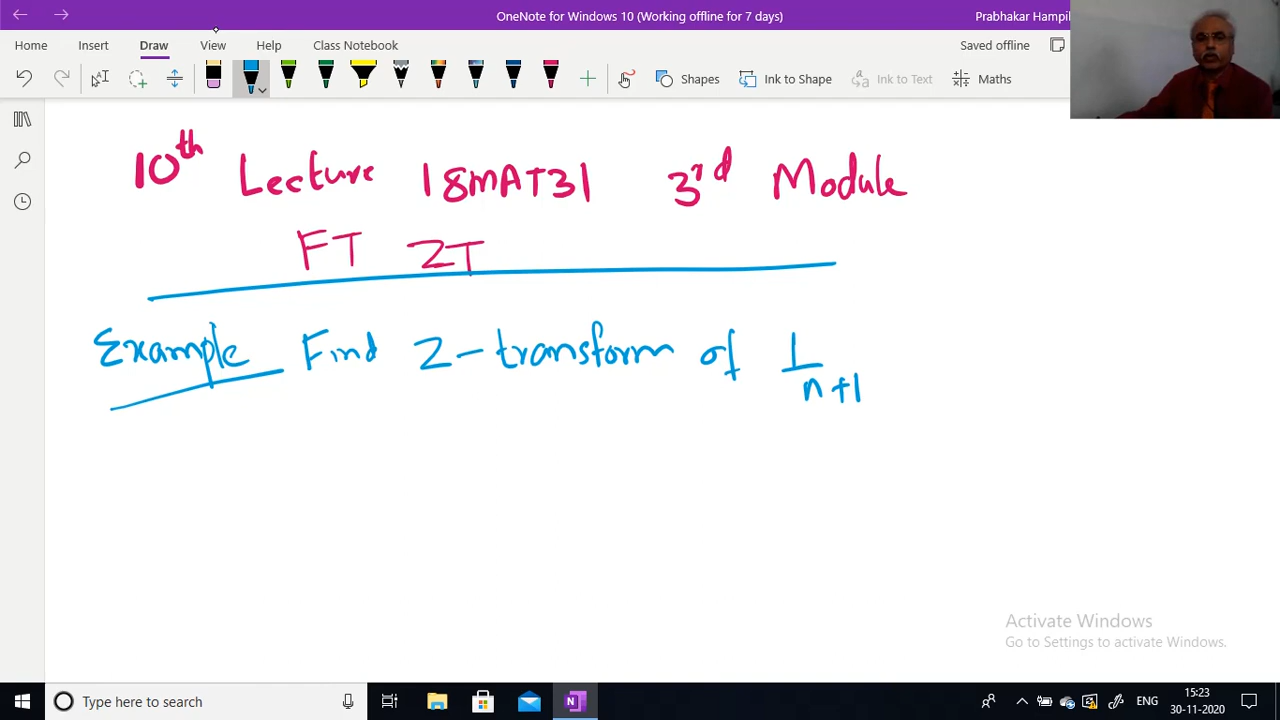 OneNote for Windows 10 (Working offline for 7 days)
Prabhakar Hampil
Home Insert Draw View Help Class Notebook
Saved offline
Shapes Ink to Shape Ink to Text Maths
10th Lecture 18MAT31 3rd Module
FT ZT
Example Find Z-transform of 1
n+1
Activate Windows
Go to Settings to activate Windows.
Type here to search
ENG
15:23
30-11-2020